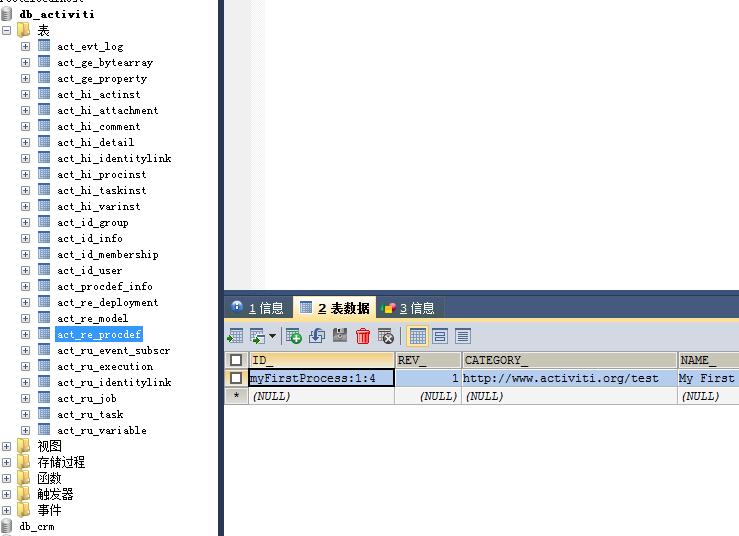 db_activiti
表
act_evt_log
act_ge_bytearray
act_ge_property
act_hi_actinst
act_hi_attachment
act_hi_comment
act_hi_detail
act_hi_identitylink
act_hi_procinst
act_hi_taskinst
act_hi_varinst
act_id_group
act_id_info
act_id_membership
act_id_user
act_procdef_info
act_re_deployment
act_re_model
act_re_procdef
act_ru_event_subscr
act_ru_execution
act_ru_identitylink
act_ru_job
act_ru_task
act_ru_variable
视图
存储过程
函数
触发器
事件
db_crm
1 信息 2 表数据 3 信息
ID_ REV_ CATEGORY_ NAME_
myFirstProcess:1:4 1 http://www.activiti.org/test My First
* (NULL) (NULL) (NULL) (NULL)